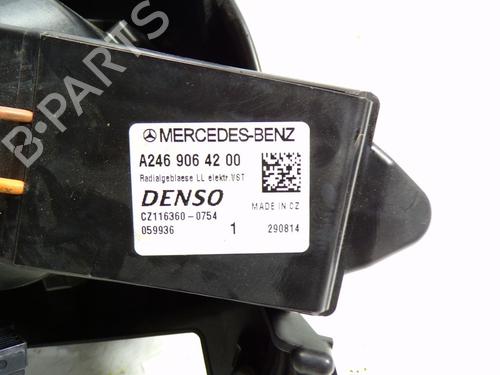 B-PARTS
MERCEDES-BENZ
A246 906 42 00
Radialgeblaese LL elektr.VST
DENSO
MADE IN CZ
CZ116360-0754
059936 1 290814